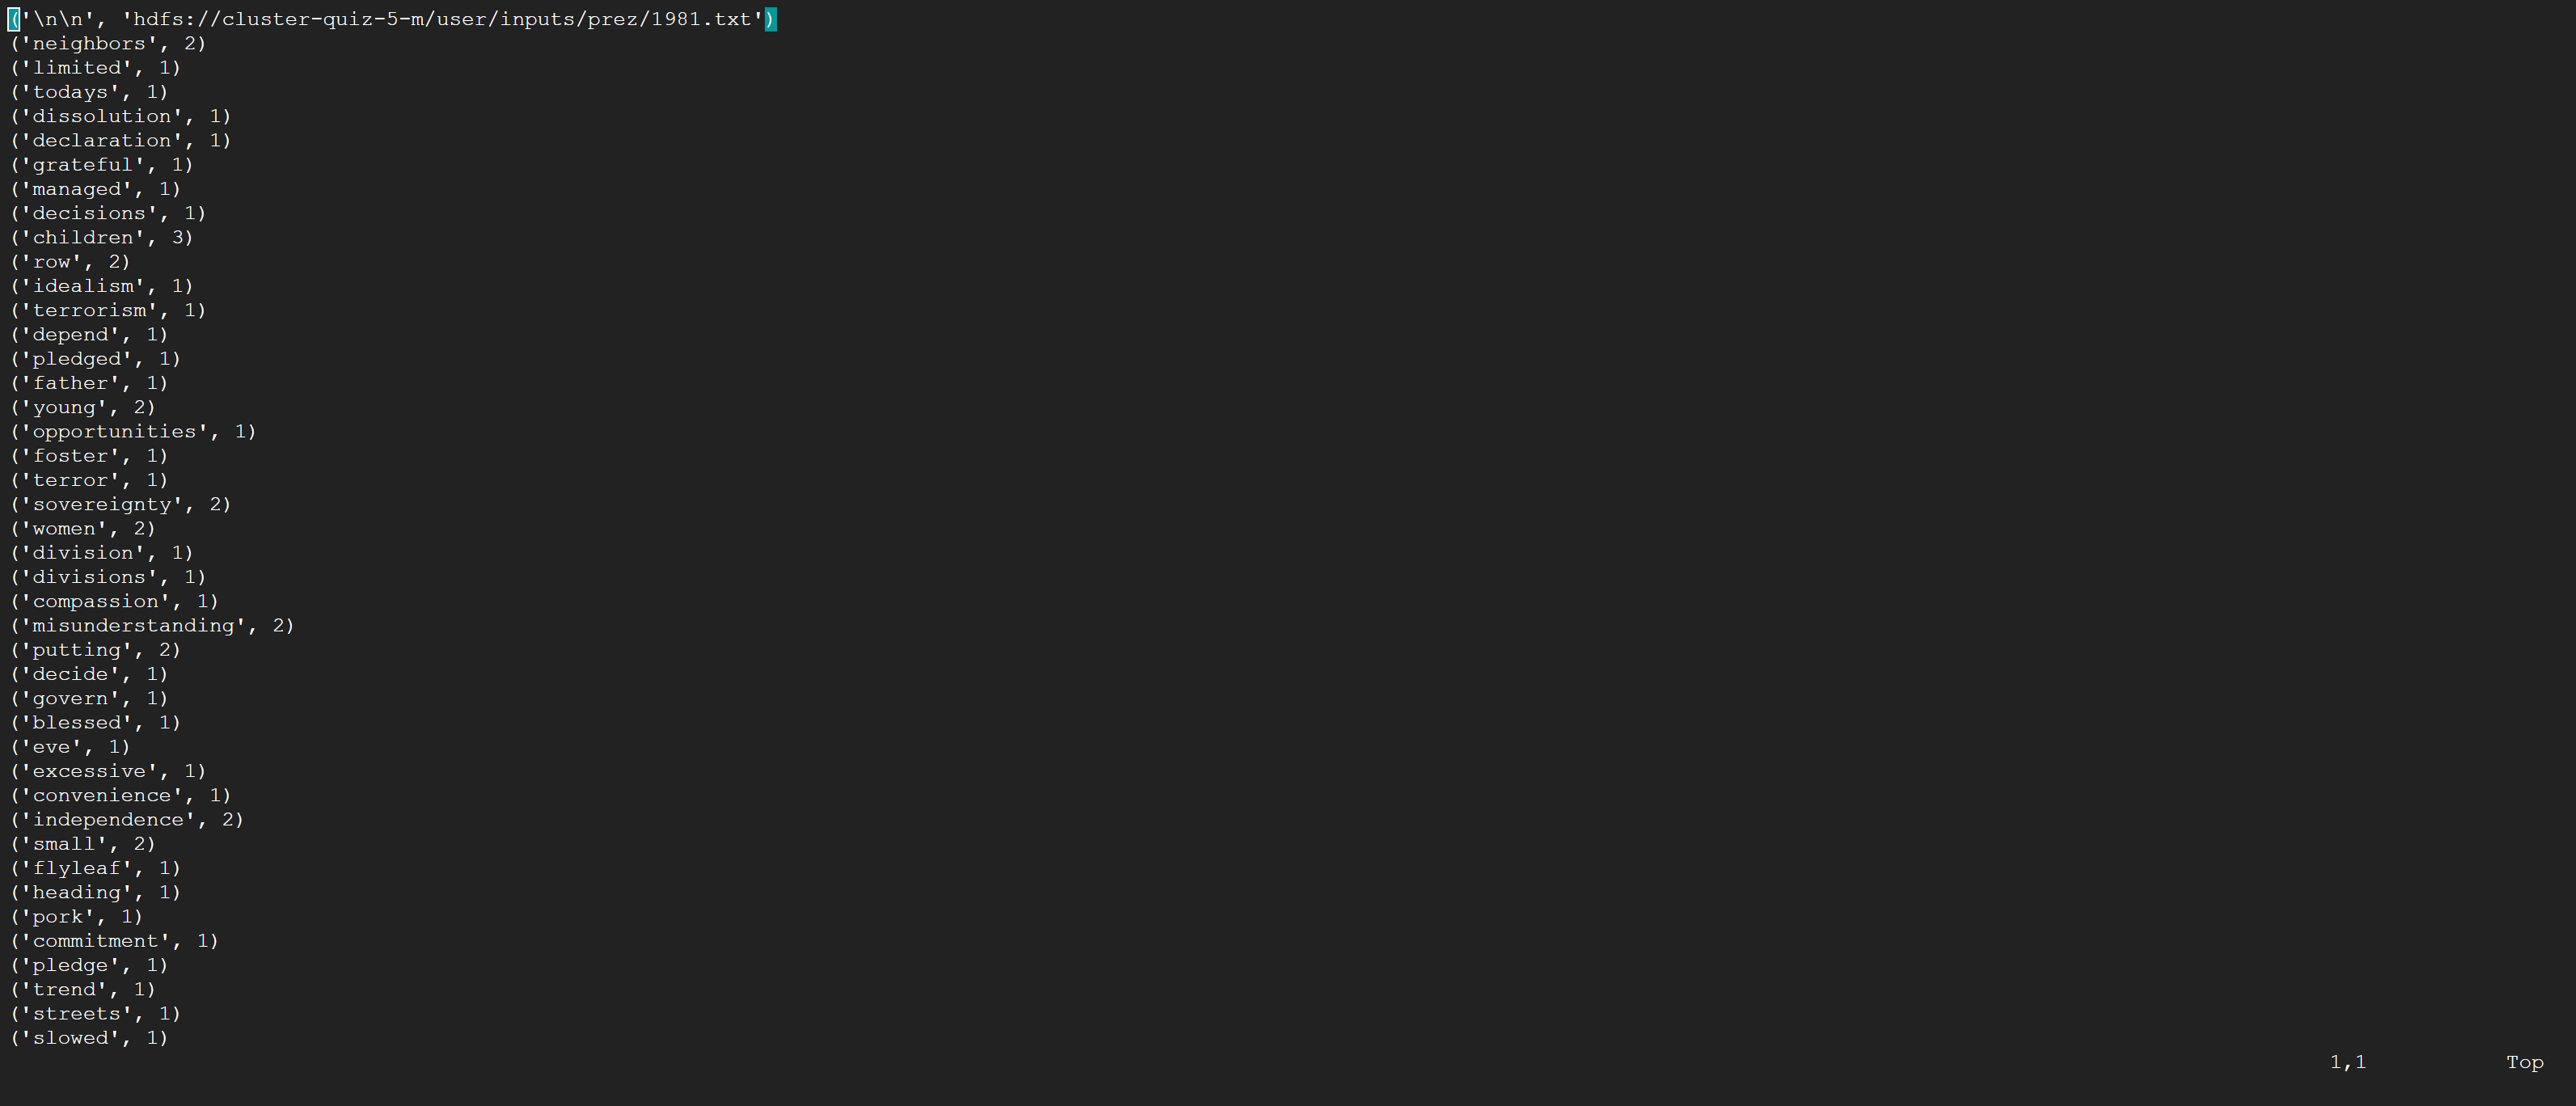 ('\n\n', 'hdfs://cluster-quiz-5-m/user/inputs/prez/1981.txt')
('neighbors', 2)
('limited', 1)
('todays', 1)
('dissolution', 1)
('declaration', 1)
('grateful', 1)
('managed', 1)
('decisions', 1)
('children', 3)
('row', 2)
('idealism', 1)
('terrorism', 1)
('depend', 1)
('pledged', 1)
('father', 1)
('young', 2)
('opportunities', 1)
('foster', 1)
('terror', 1)
('sovereignty', 2)
('women', 2)
('division', 1)
('divisions', 1)
('compassion', 1)
('misunderstanding', 2)
('putting', 2)
('decide', 1)
('govern', 1)
('blessed', 1)
('eve', 1)
('excessive', 1)
('convenience', 1)
('independence', 2)
('small', 2)
('flyleaf', 1)
('heading', 1)
('pork', 1)
('commitment', 1)
('pledge', 1)
('trend', 1)
('streets', 1)
('slowed', 1)
1,1 Top